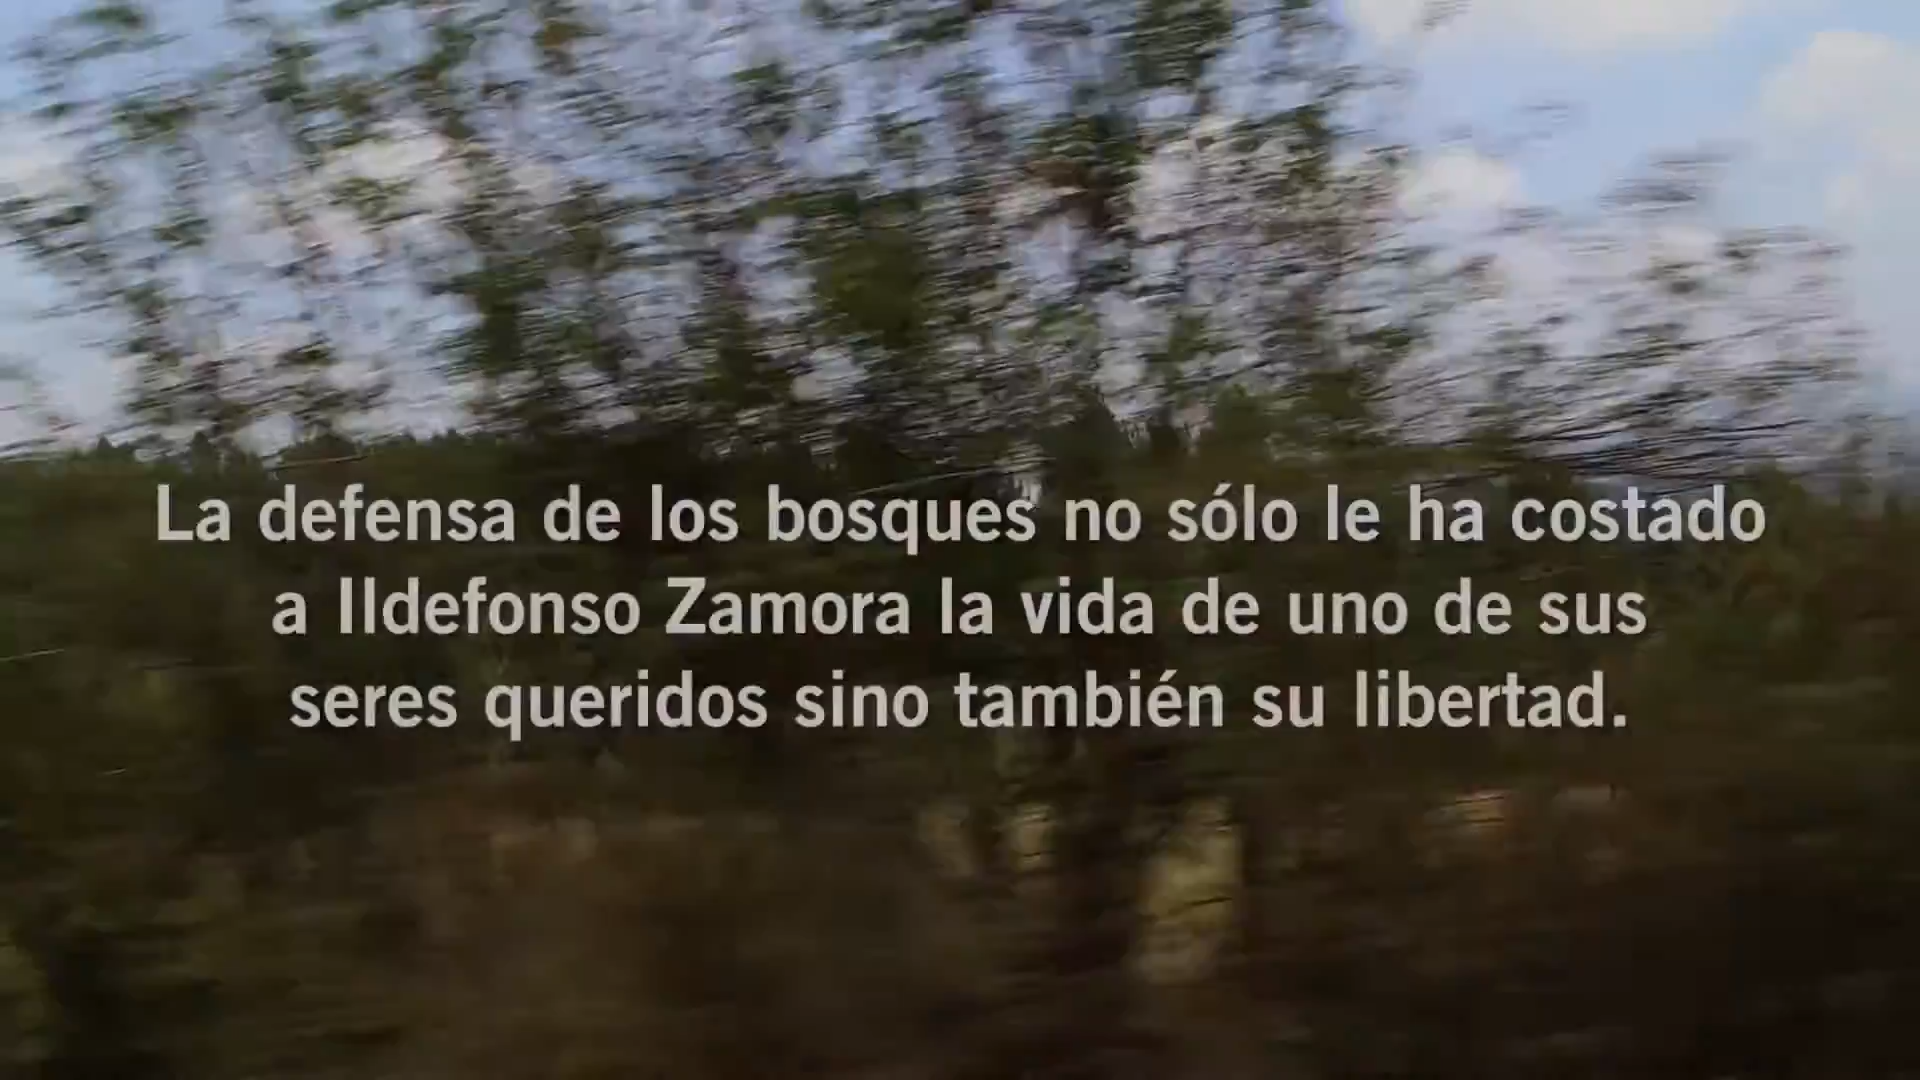 La defensa de los bosques no sólo le ha costado
a Ildefonso Zamora la vida de uno de sus
seres queridos sino también su libertad.